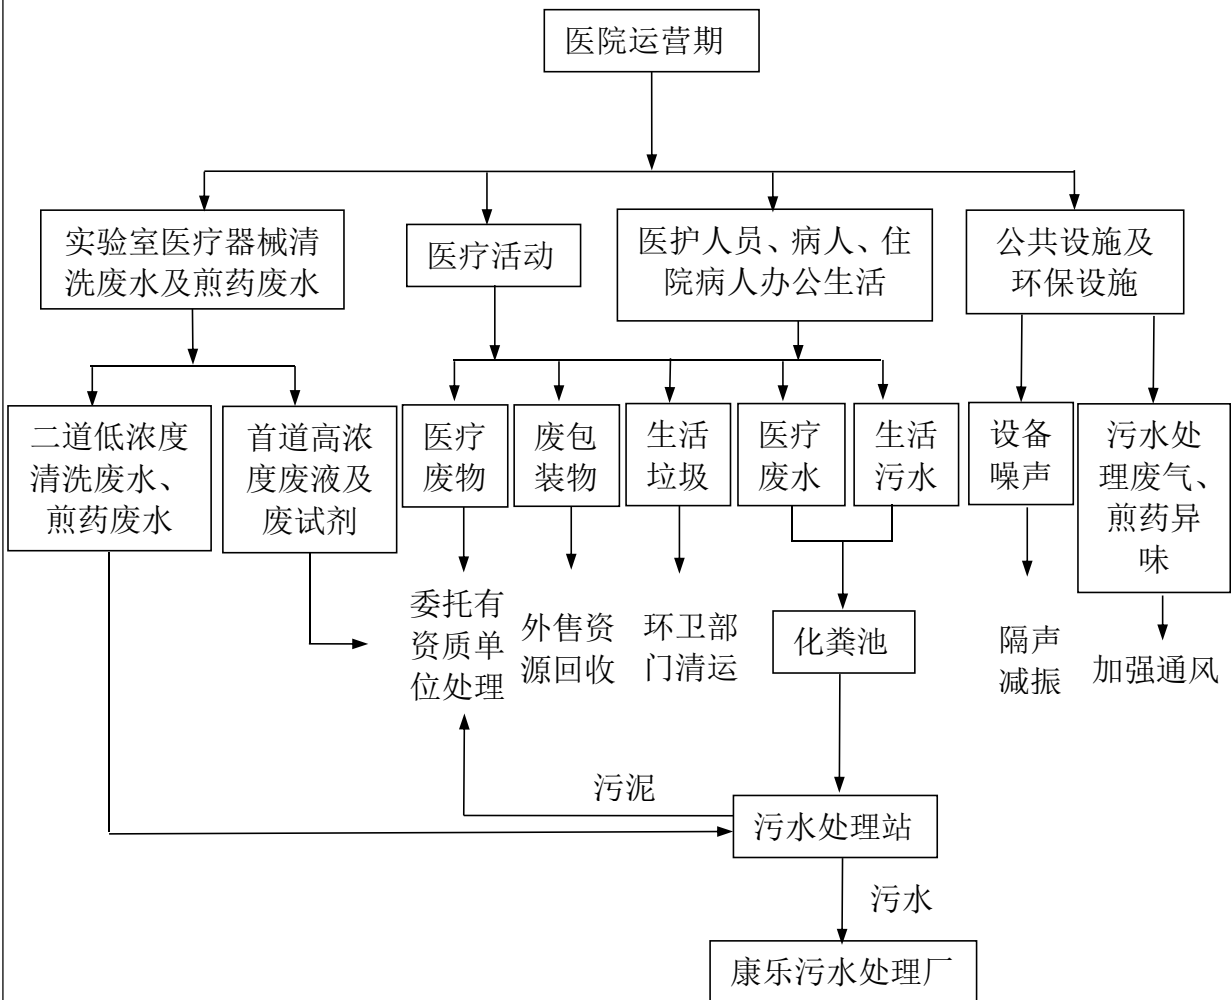 医院运营期
实验室医疗器械清
洗废水及煎药废水
医疗活动
医护人员、病人、住
院病人办公生活
公共设施及
环保设施
二道低浓度
清洗废水、
煎药废水
首道高浓
度废液及
废试剂
医疗
废物
废包
装物
生活
垃圾
医疗
废水
生活
污水
设备
噪声
污水处
理废气、
煎药异
味
委托有
资质单
位处理
外售资
源回收
环卫部
门清运
化粪池
隔声
减振
加强通风
污泥
污水处理站
污水
康乐污水处理厂